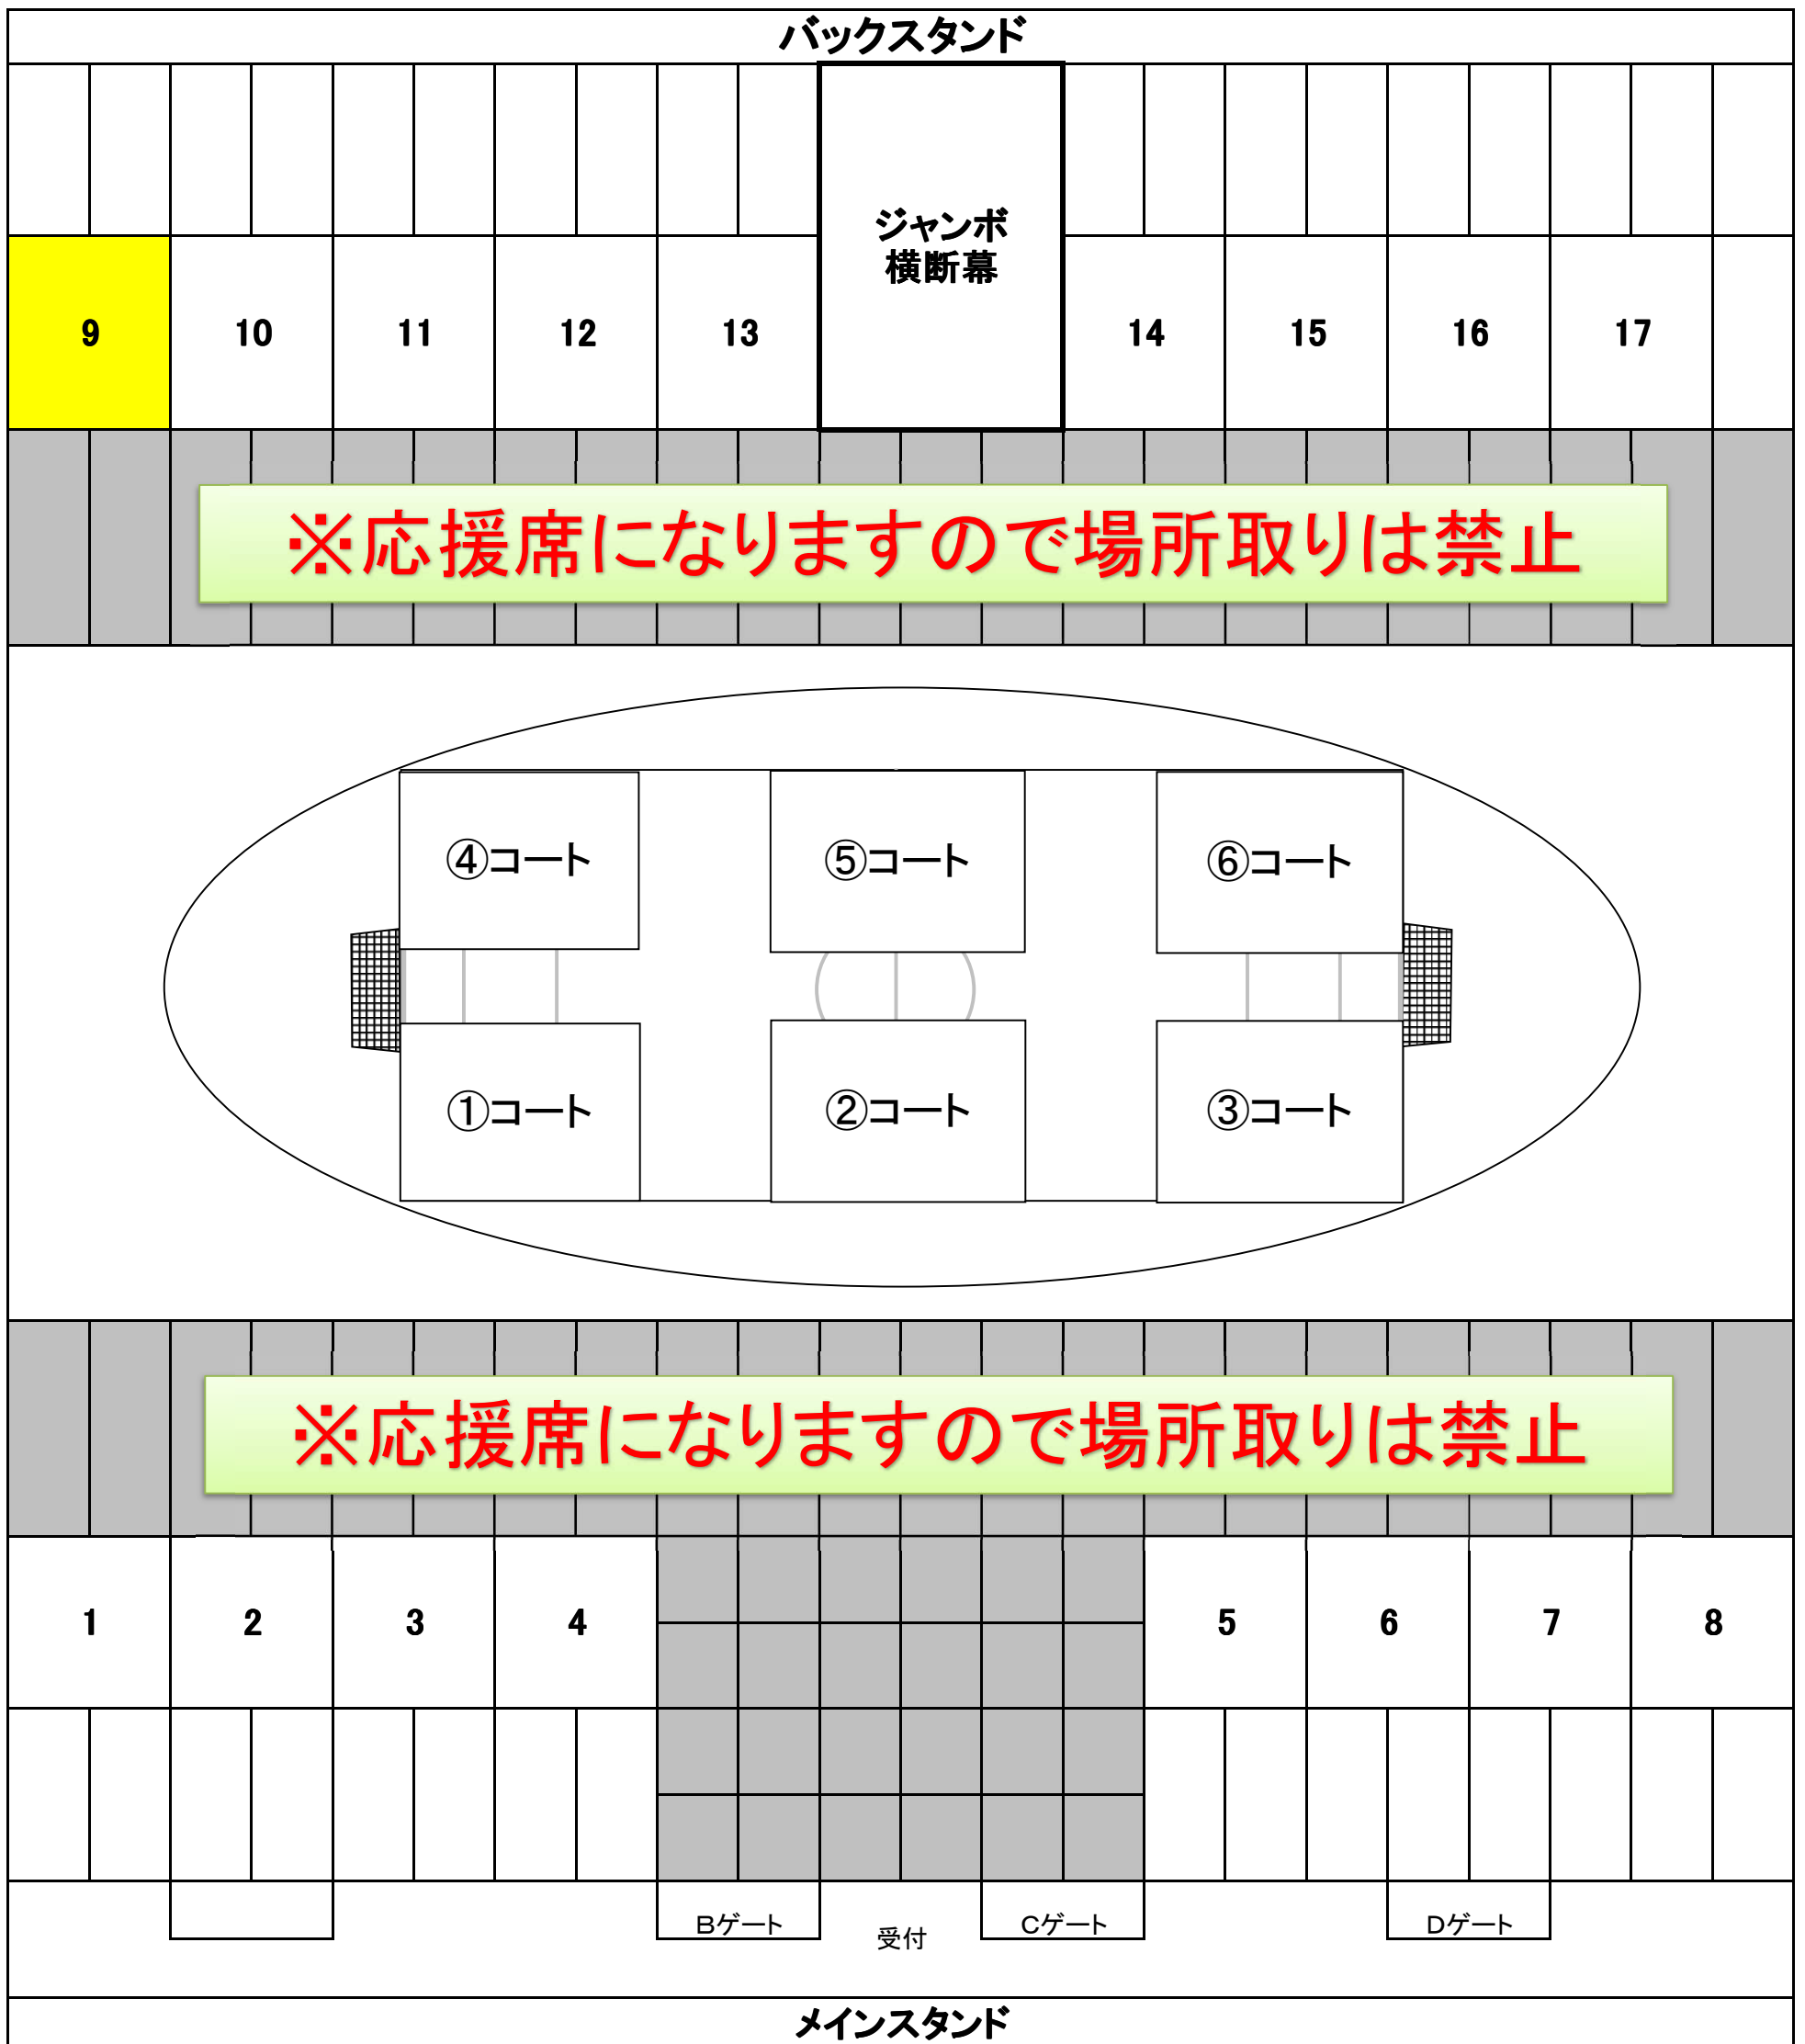 バックスタンド
ジャンボ
横断幕
9 10 11 12 13 14 15 16 17
※応援席になりますので場所取りは禁止
④コート ⑤コート ⑥コート
①コート ②コート ③コート
※応援席になりますので場所取りは禁止
1 2 3 4 5 6 7 8
Bゲート 受付 Cゲート Dゲート
メインスタンド